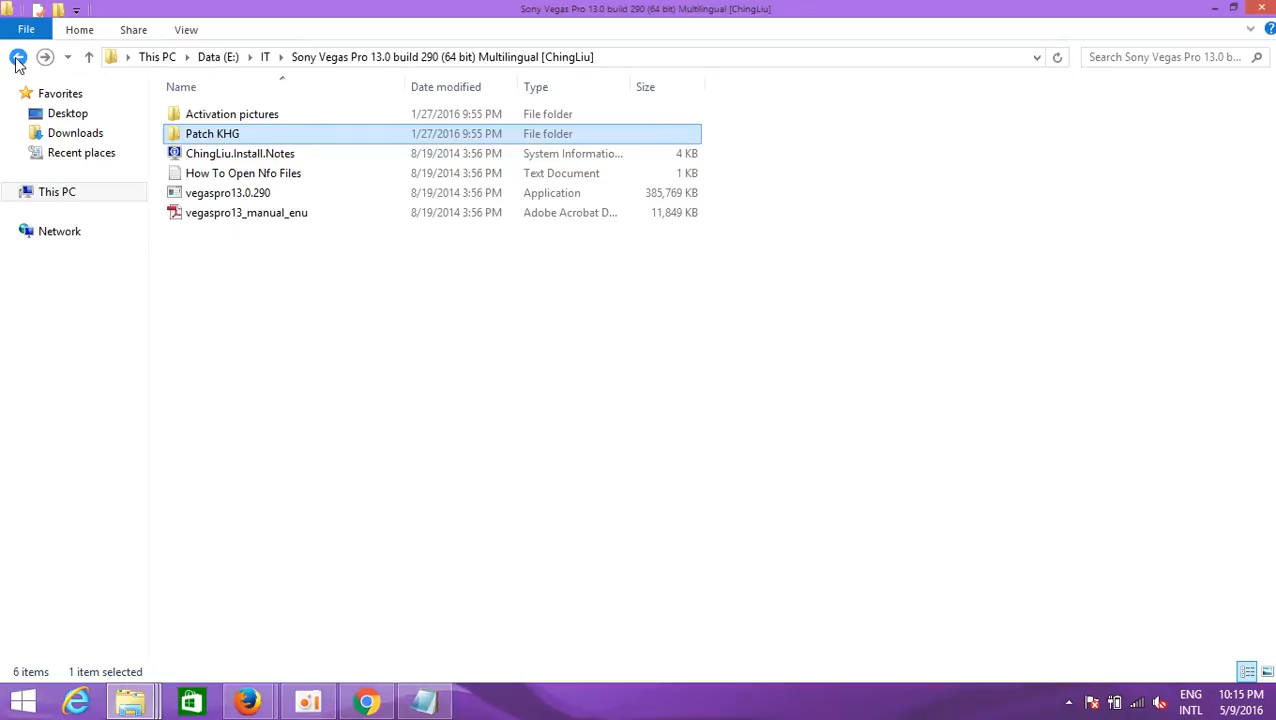 Sony Vegas Pro 13.0 build 290 (64 bit) Multilingual [ChingLiu]
File Home Share View
This PC Data (E:) IT Sony Vegas Pro 13.0 build 290 (64 bit) Multilingual [ChingLiu] Search Sony Vegas Pro 13.0 b...
Name Date modified Type Size
Favorites
Desktop
Downloads
Recent places
This PC
Network
Activation pictures 1/27/2016 9:55 PM File folder
Patch KHG 1/27/2016 9:55 PM File folder
ChingLiu.Install.Notes 8/19/2014 3:56 PM System Informatio... 4 KB
How To Open Nfo Files 8/19/2014 3:56 PM Text Document 1 KB
vegaspro13.0.290 8/19/2014 3:56 PM Application 385,769 KB
vegaspro13_manual_enu 8/19/2014 3:56 PM Adobe Acrobat D... 11,849 KB
6 items 1 item selected
ENG 10:15 PM
INTL 5/9/2016